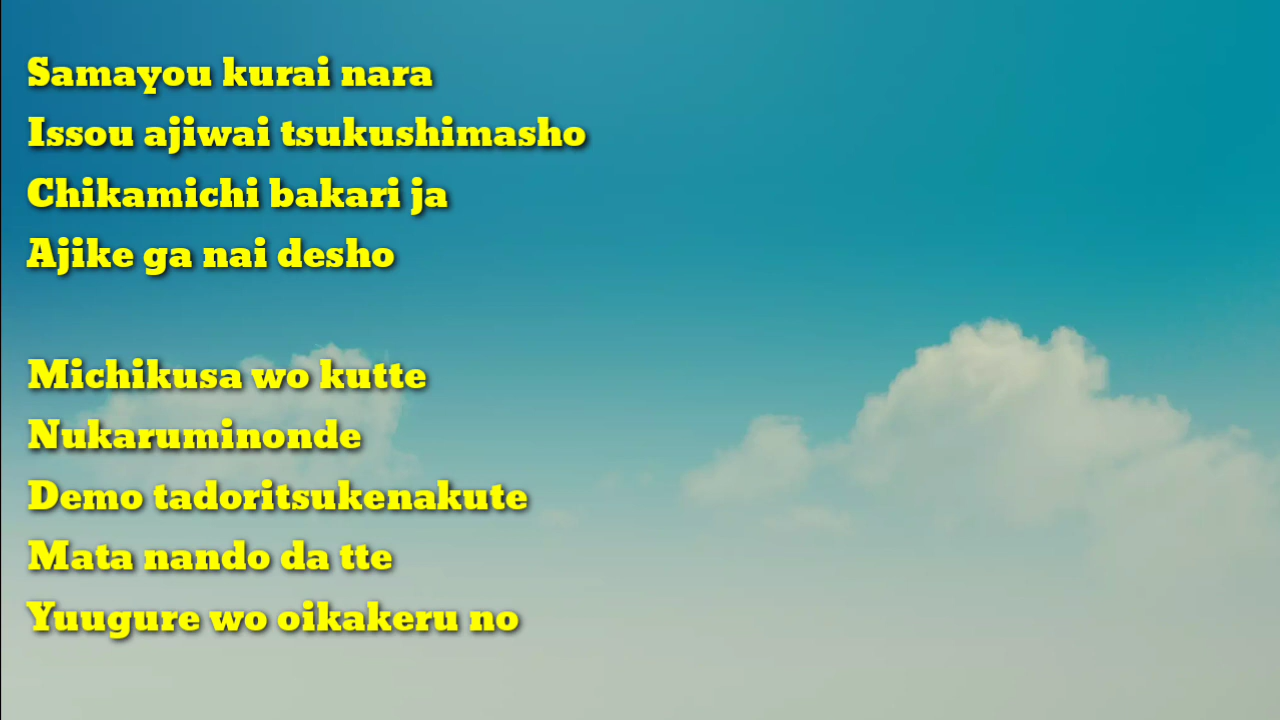 Samayou kurai nara
Issou ajiwai tsukushimasho
Chikamichi bakari ja
Ajike ga nai desho
Michikusa wo kutte
Nukaruminonde
Demo tadoritsukenakute
Mata nando da tte
Yuugure wo oikakeru no